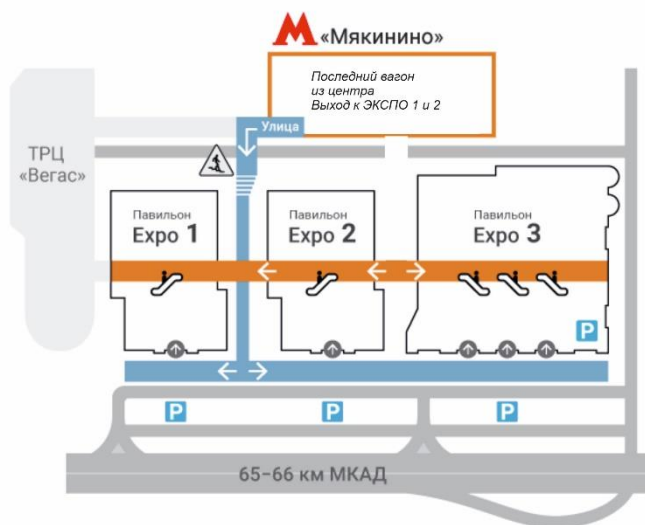 М «Мякинино»
Последний вагон
из центра
Выход к ЭКСПО 1 и 2
Улица
ТРЦ
«Вегас»
Павильон
Expo 1
Павильон
Expo 2
Павильон
Expo 3
P
P
P
P
65–66 км МКАД